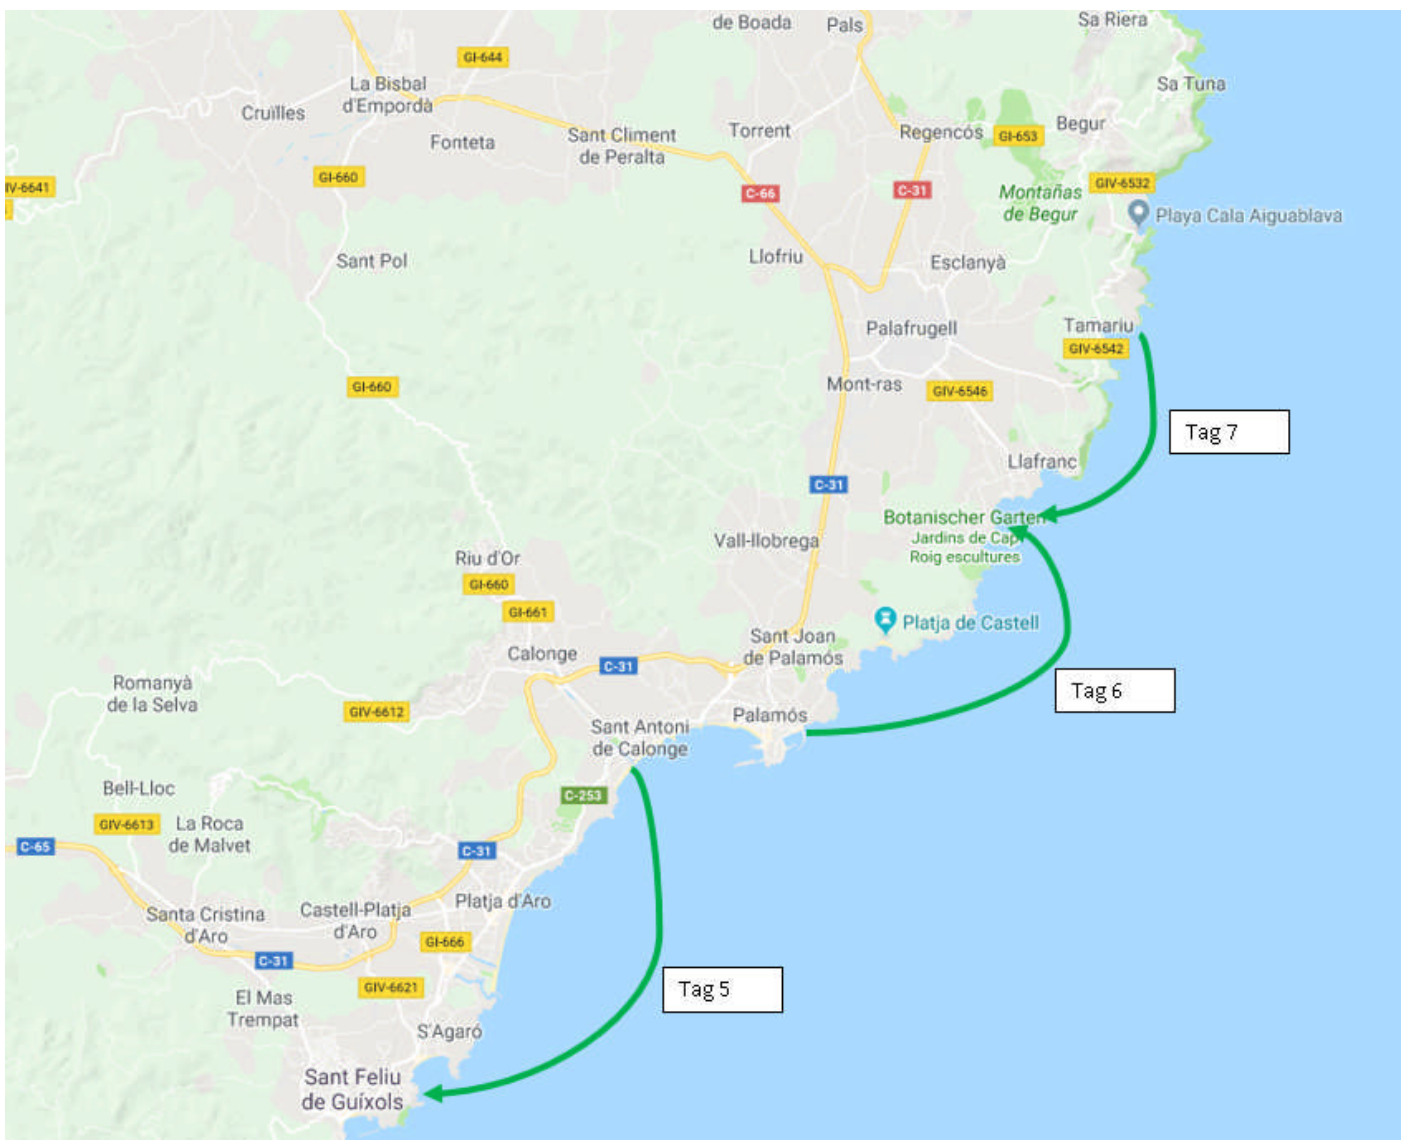 de Boada
Pals
Sa Riera
GI-644
La Bisbal
d'Empordà
Sa Tuna
Cruïlles
Fonteta
Sant Climent
de Peralta
Torrent
Regencós
GI-653
Begur
GI-660
IV-6641
C-66
C-31
Montañas
de Begur
GIV-6532
Playa Cala Aiguablava
Sant Pol
Llofriu
Esclanyà
Palafrugell
Tamariu
GIV-6542
GI-660
Mont-ras
GIV-6546
Tag 7
Llafranc
C-31
Botanischer Garten
Jardins de Cap
Roig escultures
Vall-llobrega
Riu d'Or
GI-660
GI-661
Platja de Castell
Sant Joan
de Palamós
Calonge
C-31
Tag 6
Romanyà
de la Selva
GIV-6612
Palamós
Sant Antoni
de Calonge
Bell-Lloc
C-253
GIV-6613
La Roca
de Malvet
C-65
C-31
Platja d'Aro
Santa Cristina
d'Aro
Castell-Platja
d'Aro
GI-666
C-31
GIV-6621
Tag 5
El Mas
Trempat
S'Agaró
Sant Feliu
de Guíxols